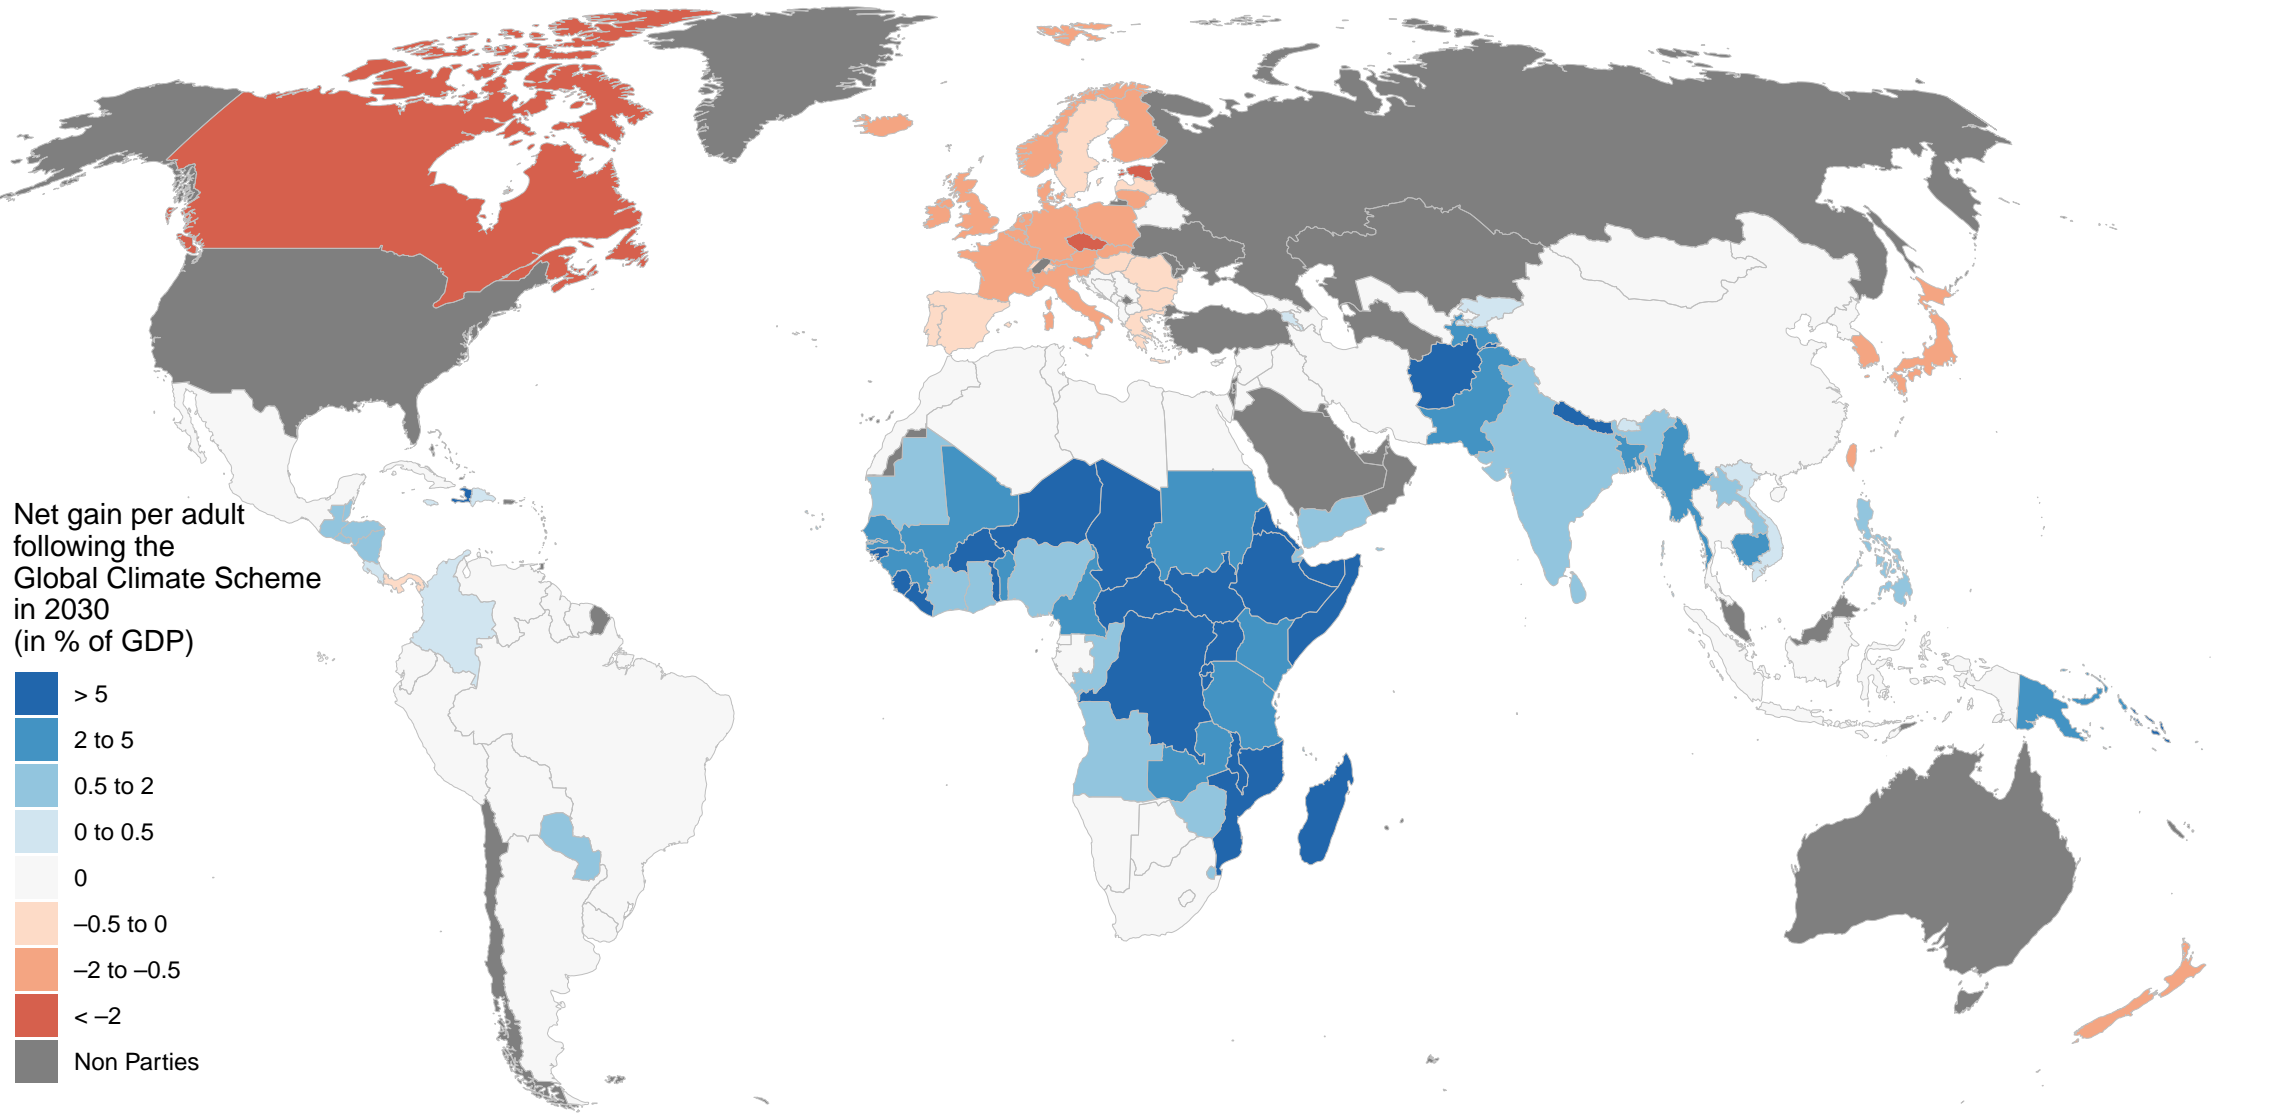 Net gain per adult
following the
Global Climate Scheme
in 2030
(in % of GDP)
> 5
2 to 5
0.5 to 2
0 to 0.5
0
–0.5 to 0
–2 to –0.5
< –2
Non Parties